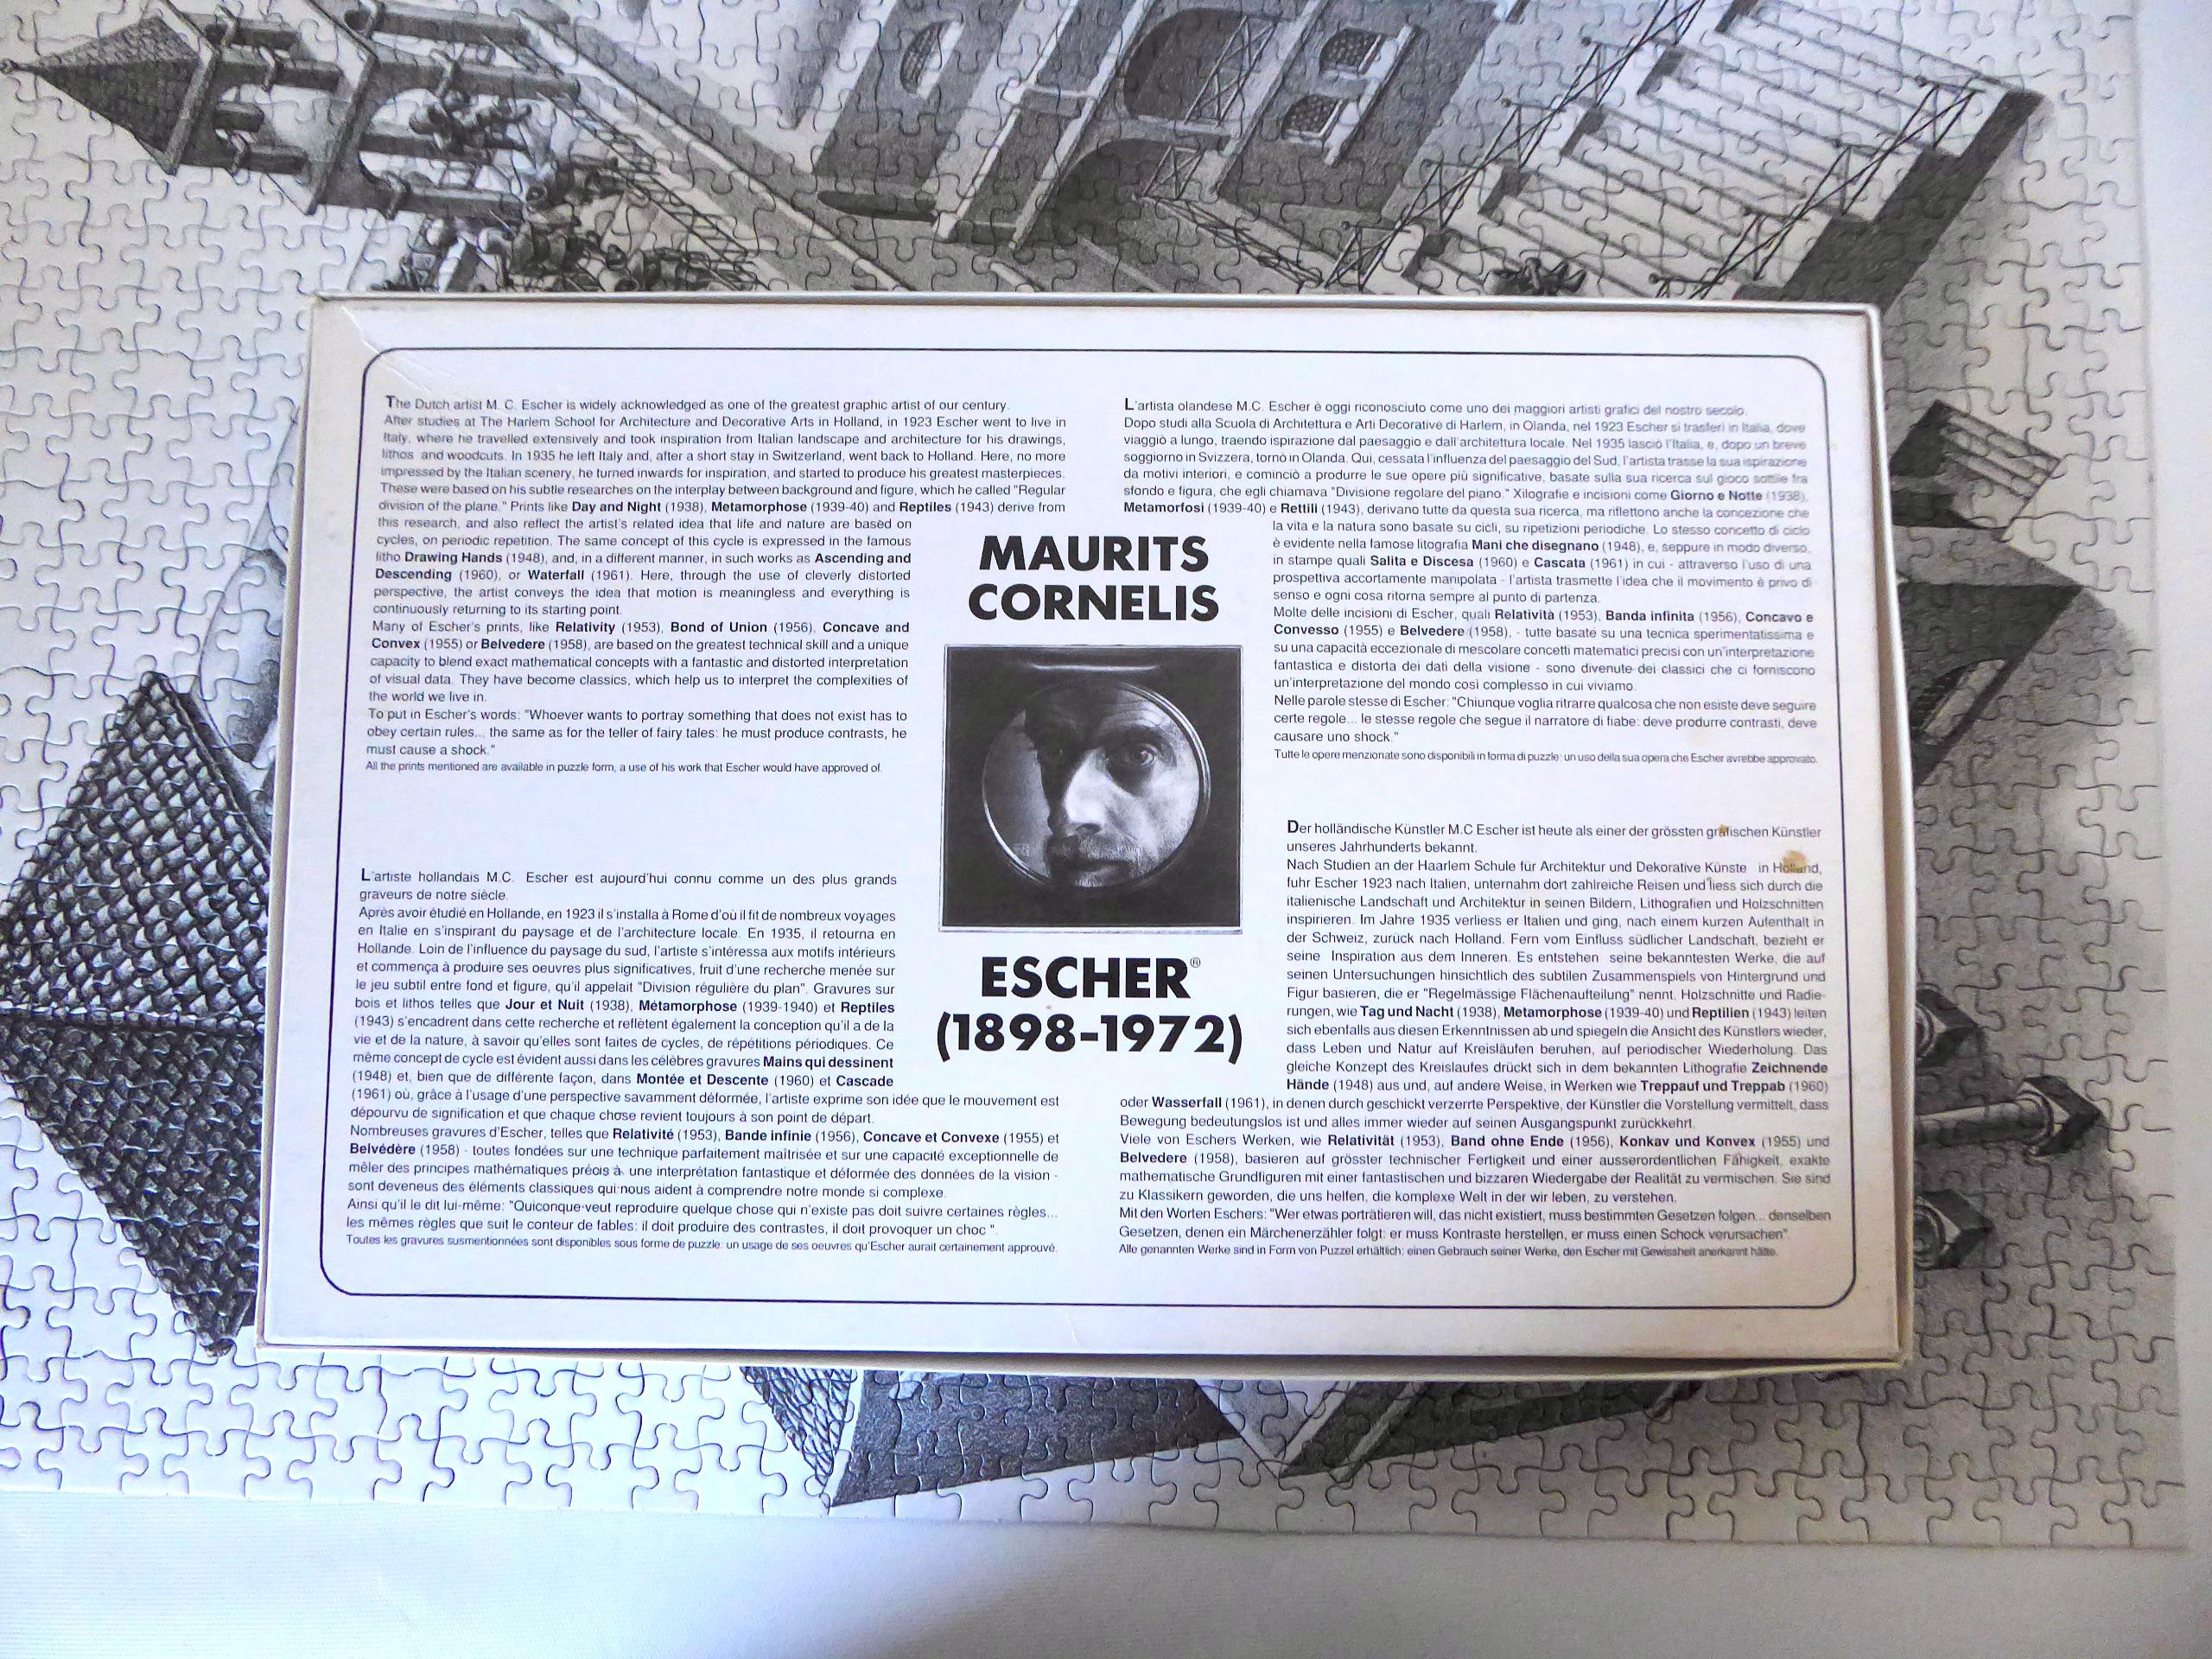 The Dutch artist M. C. Escher is widely acknowledged as one of the greatest graphic artist of our century.
After studies at The Harlem School for Architecture and Decorative Arts in Holland, in 1923 Escher went to live in
Italy, where he travelled extensively and took inspiration from Italian landscape and architecture for his drawings,
lithos and woodcuts. In 1935 he left Italy and, after a short stay in Switzerland, went back to Holland. Here, no more
impressed by the Italian scenery, he turned inwards for inspiration, and started to produce his greatest masterpieces.
These were based on his subtle researches on the interplay between background and figure, which he called "Regular
division of the plane." Prints like Day and Night (1938), Metamorphose (1939-40) and Reptiles (1943) derive from
this research, and also reflect the artist's related idea that life and nature are based on
cycles, on periodic repetition. The same concept of this cycle is expressed in the famous
litho Drawing Hands (1948), and, in a different manner, in such works as Ascending and
Descending (1960), or Waterfall (1961). Here, through the use of cleverly distorted
perspective, the artist conveys the idea that motion is meaningless and everything is
continuously returning to its starting point.
Many of Escher's prints, like Relativity (1953), Bond of Union (1956), Concave and
Convex (1955) or Belvedere (1958), are based on the greatest technical skill and a unique
capacity to blend exact mathematical concepts with a fantastic and distorted interpretation
of visual data. They have become classics, which help us to interpret the complexities of
the world we live in.
To put in Escher's words: "Whoever wants to portray something that does not exist has to
obey certain rules... the same as for the teller of fairy tales: he must produce contrasts, he
must cause a shock."
All the prints mentioned are available in puzzle form, a use of his work that Escher would have approved of.
L'artiste hollandais M.C. Escher est aujourd'hui connu comme un des plus grands
graveurs de notre siècle.
Après avoir étudié en Hollande, en 1923 il s'installa à Rome d'où il fit de nombreux voyages
en Italie en s'inspirant du paysage et de l'architecture locale. En 1935, il retourna en
Hollande. Loin de l'influence du paysage du sud, l'artiste s'intéressa aux motifs intérieurs
et commença à produire ses oeuvres plus significatives, fruit d'une recherche menée sur
le jeu subtil entre fond et figure, qu'il appelait "Division régulière du plan". Gravures sur
bois et lithos telles que Jour et Nuit (1938), Métamorphose (1939-1940) et Reptiles
(1943) s'encadrent dans cette recherche et reflètent également la conception qu'il a de la
vie et de la nature, à savoir qu'elles sont faites de cycles, de répétitions périodiques. Ce
même concept de cycle est évident aussi dans les célèbres gravures Mains qui dessinent
(1948) et, bien que de différente façon, dans Montée et Descente (1960) et Cascade
(1961) où, grâce à l'usage d'une perspective savamment déformée, l'artiste exprime son idée que le mouvement est
dépourvu de signification et que chaque chose revient toujours à son point de départ.
Nombreuses gravures d'Escher, telles que Relativité (1953), Bande infinie (1956), Concave et Convexe (1955) et
Belvédère (1958) - toutes fondées sur une technique parfaitement maîtrisée et sur une capacité exceptionnelle de
mêler des principes mathématiques précis à une interprétation fantastique et déformée des données de la vision -
sont deveneus des éléments classiques qui nous aident à comprendre notre monde si complexe.
Ainsi qu'il le dit lui-même: "Quiconque veut reproduire quelque chose qui n'existe pas doit suivre certaines règles...
les mêmes règles que suit le conteur de fables: il doit produire des contrastes, il doit provoquer un choc ".
Toutes les gravures susmentionnées sont disponibles sous forme de puzzle: un usage de ses oeuvres qu'Escher aurait certainement approuvé.
MAURITS
CORNELIS
ESCHER®
(1898-1972)
L'artista olandese M.C. Escher è oggi riconosciuto come uno dei maggiori artisti grafici del nostro secolo.
Dopo studi alla Scuola di Architettura e Arti Decorative di Harlem, in Olanda, nel 1923 Escher si trasferì in Italia, dove
viaggiò a lungo, traendo ispirazione dal paesaggio e dall'architettura locale. Nel 1935 lasciò l'Italia, e, dopo un breve
soggiorno in Svizzera, tornò in Olanda. Qui, cessata l'influenza del paesaggio del Sud, l'artista trasse la sua ispirazione
da motivi interiori, e cominciò a produrre le sue opere più significative, basate sulla sua ricerca sul gioco sottile fra
sfondo e figura, che egli chiamava "Divisione regolare del piano." Xilografie e incisioni come Giorno e Notte (1938),
Metamorfosi (1939-40) e Rettili (1943), derivano tutte da questa sua ricerca, ma riflettono anche la concezione che
la vita e la natura sono basate su cicli, su ripetizioni periodiche. Lo stesso concetto di ciclo
è evidente nella famose litografia Mani che disegnano (1948), e, seppure in modo diverso,
in stampe quali Salita e Discesa (1960) e Cascata (1961) in cui - attraverso l'uso di una
prospettiva accortamente manipolata - l'artista trasmette l'idea che il movimento è privo di
senso e ogni cosa ritorna sempre al punto di partenza.
Molte delle incisioni di Escher, quali Relatività (1953), Banda infinita (1956), Concavo e
Convesso (1955) e Belvedere (1958), - tutte basate su una tecnica sperimentatissima e
su una capacità eccezionale di mescolare concetti matematici precisi con un'interpretazione
fantastica e distorta dei dati della visione - sono divenute dei classici che ci forniscono
un'interpretazione del mondo così complesso in cui viviamo.
Nelle parole stesse di Escher: "Chiunque voglia ritrarre qualcosa che non esiste deve seguire
certe regole... le stesse regole che segue il narratore di fiabe: deve produrre contrasti, deve
causare uno shock."
Tutte le opere menzionate sono disponibili in forma di puzzle: un uso della sua opera che Escher avrebbe approvato.
Der holländische Künstler M.C Escher ist heute als einer der grössten grafischen Künstler
unseres Jahrhunderts bekannt.
Nach Studien an der Haarlem Schule für Architektur und Dekorative Künste in Holland,
fuhr Escher 1923 nach Italien, unternahm dort zahlreiche Reisen und liess sich durch die
italienische Landschaft und Architektur in seinen Bildern, Lithografien und Holzschnitten
inspirieren. Im Jahre 1935 verliess er Italien und ging, nach einem kurzen Aufenthalt in
der Schweiz, zurück nach Holland. Fern vom Einfluss südlicher Landschaft, bezieht er
seine Inspiration aus dem Inneren. Es entstehen seine bekanntesten Werke, die auf
seinen Untersuchungen hinsichtlich des subtilen Zusammenspiels von Hintergrund und
Figur basieren, die er "Regelmässige Flächenaufteilung" nennt. Holzschnitte und Radie-
rungen, wie Tag und Nacht (1938), Metamorphose (1939-40) und Reptilien (1943) leiten
sich ebenfalls aus diesen Erkenntnissen ab und spiegeln die Ansicht des Künstlers wieder,
dass Leben und Natur auf Kreisläufen beruhen, auf periodischer Wiederholung. Das
gleiche Konzept des Kreislaufes drückt sich in dem bekannten Lithografie Zeichnende
Hände (1948) aus und, auf andere Weise, in Werken wie Treppauf und Treppab (1960)
oder Wasserfall (1961), in denen durch geschickt verzerrte Perspektive, der Künstler die Vorstellung vermittelt, dass
Bewegung bedeutungslos ist und alles immer wieder auf seinen Ausgangspunkt zurückkehrt.
Viele von Eschers Werken, wie Relativität (1953), Band ohne Ende (1956), Konkav und Konvex (1955) und
Belvedere (1958), basieren auf grösster technischer Fertigkeit und einer ausserordentlichen Fähigkeit, exakte
mathematische Grundfiguren mit einer fantastischen und bizzaren Wiedergabe der Realität zu vermischen. Sie sind
zu Klassikern geworden, die uns helfen, die komplexe Welt in der wir leben, zu verstehen.
Mit den Worten Eschers: "Wer etwas porträtieren will, das nicht existiert, muss bestimmten Gesetzen folgen... denselben
Gesetzen, denen ein Märchenerzähler folgt: er muss Kontraste herstellen, er muss einen Schock verursachen".
Alle genannten Werke sind in Form von Puzzel erhältlich: einen Gebrauch seiner Werke, den Escher mit Gewissheit anerkannt hätte.